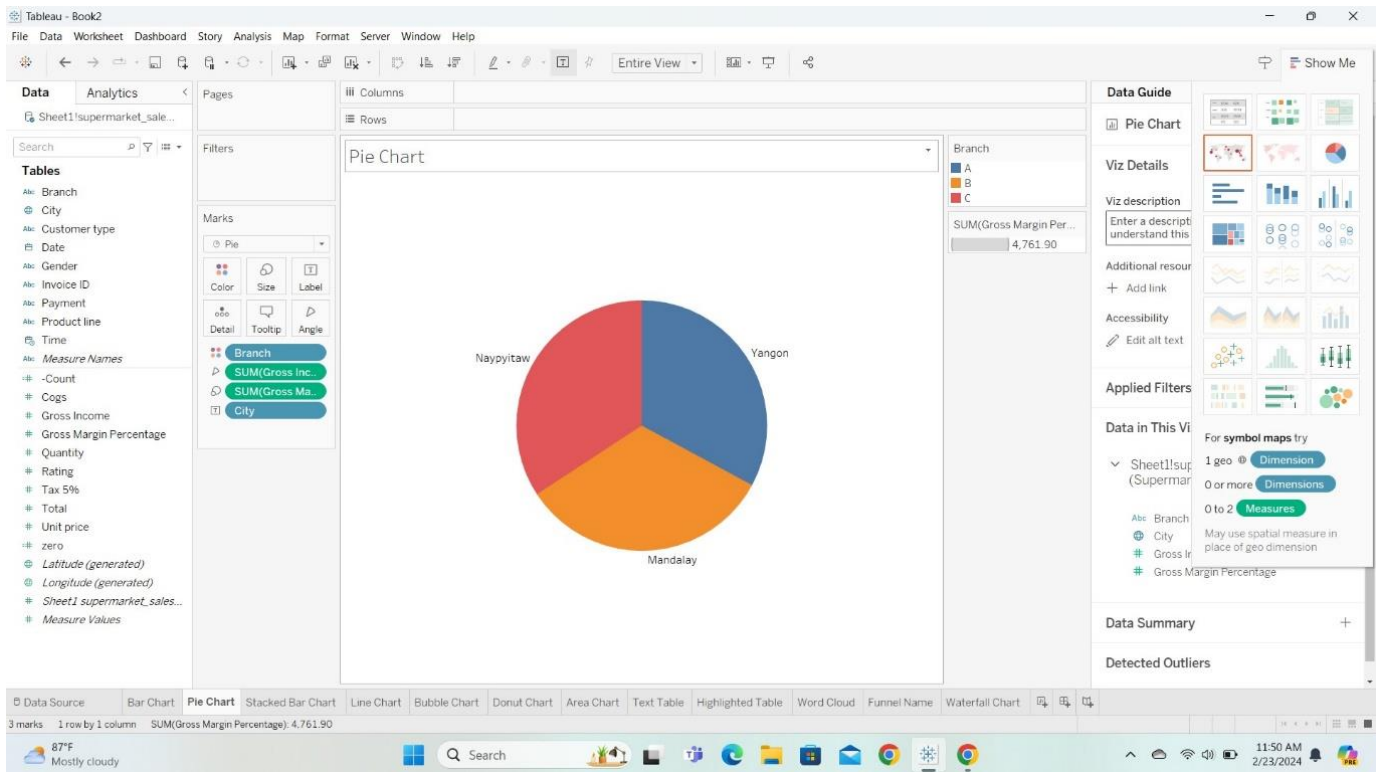 Tableau - Book2
File Data Worksheet Dashboard Story Analysis Map Format Server Window Help
Entire View
Show Me
Data Analytics
Sheet1!supermarket_sale...
Search
Tables
Abc Branch
City
Abc Customer type
Date
Abc Gender
Abc Invoice ID
Abc Payment
Abc Product line
Time
Abc Measure Names
=# -Count
# Cogs
# Gross Income
# Gross Margin Percentage
# Quantity
# Rating
# Tax 5%
# Total
# Unit price
=# zero
Latitude (generated)
Longitude (generated)
# Sheet1 supermarket_sales...
# Measure Values
Pages
Filters
Marks
Pie
Color Size Label
Detail Tooltip Angle
Branch
SUM(Gross Inc..
SUM(Gross Ma..
City
iii Columns
Rows
Pie Chart
Naypyitaw
Yangon
Mandalay
Branch
A
B
C
SUM(Gross Margin Per...
4,761.90
Data Guide
Pie Chart
Viz Details
Viz description
Enter a descripti
understand this
Additional resour
+ Add link
Accessibility
Edit alt text
Applied Filters
Data in This Vi
Sheet1!sup
(Supermar
Abc Branch
City
# Gross In
# Gross Margin Percentage
Data Summary +
Detected Outliers
For symbol maps try
1 geo Dimension
0 or more Dimensions
0 to 2 Measures
May use spatial measure in
place of geo dimension
Data Source Bar Chart Pie Chart Stacked Bar Chart Line Chart Bubble Chart Donut Chart Area Chart Text Table Highlighted Table Word Cloud Funnel Name Waterfall Chart
3 marks 1 row by 1 column SUM(Gross Margin Percentage): 4,761.90
87°F
Mostly cloudy
Search
11:50 AM
2/23/2024
PRE